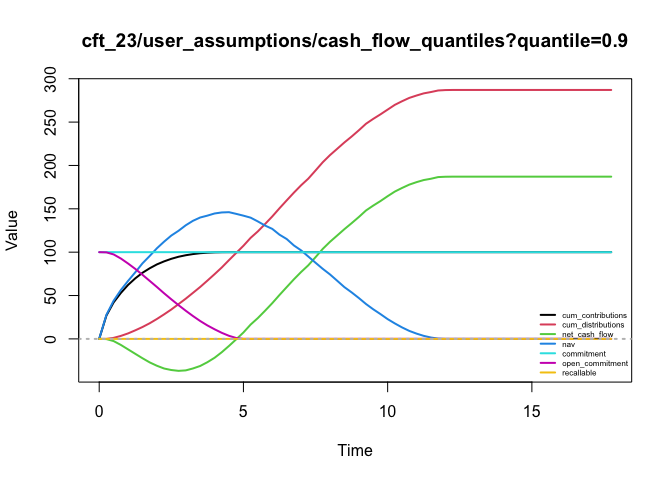 cft_23/user_assumptions/cash_flow_quantiles?quantile=0.9
Value
300
250
200
150
100
50
0
cum_contributions
cum_distributions
net_cash_flow
nav
commitment
open_commitment
recallable
0 5 10 15
Time